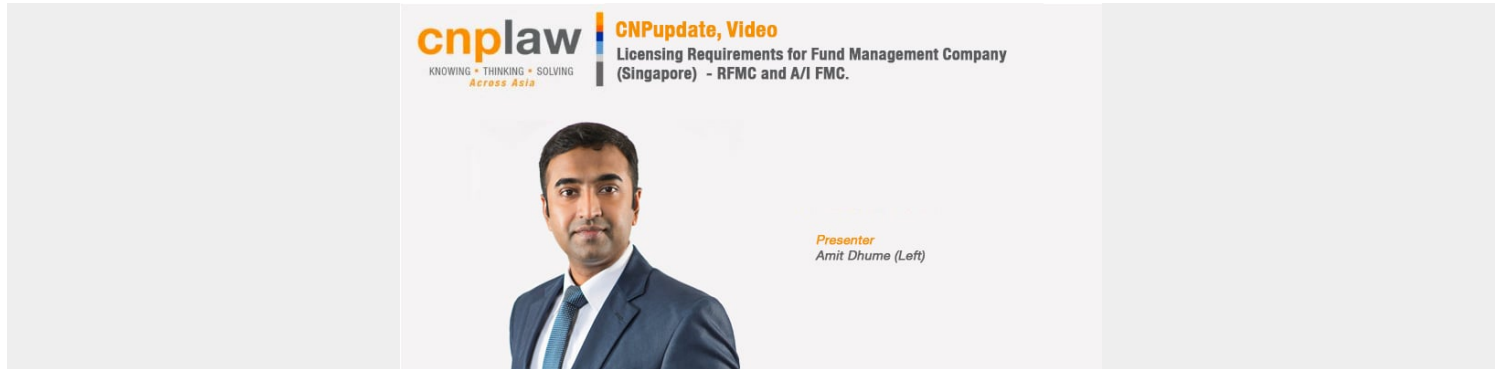 cnplaw
KNOWING • THINKING • SOLVING
Across Asia
CNPupdate, Video
Licensing Requirements for Fund Management Company
(Singapore) - RFMC and A/I FMC.
Presenter
Amit Dhume (Left)